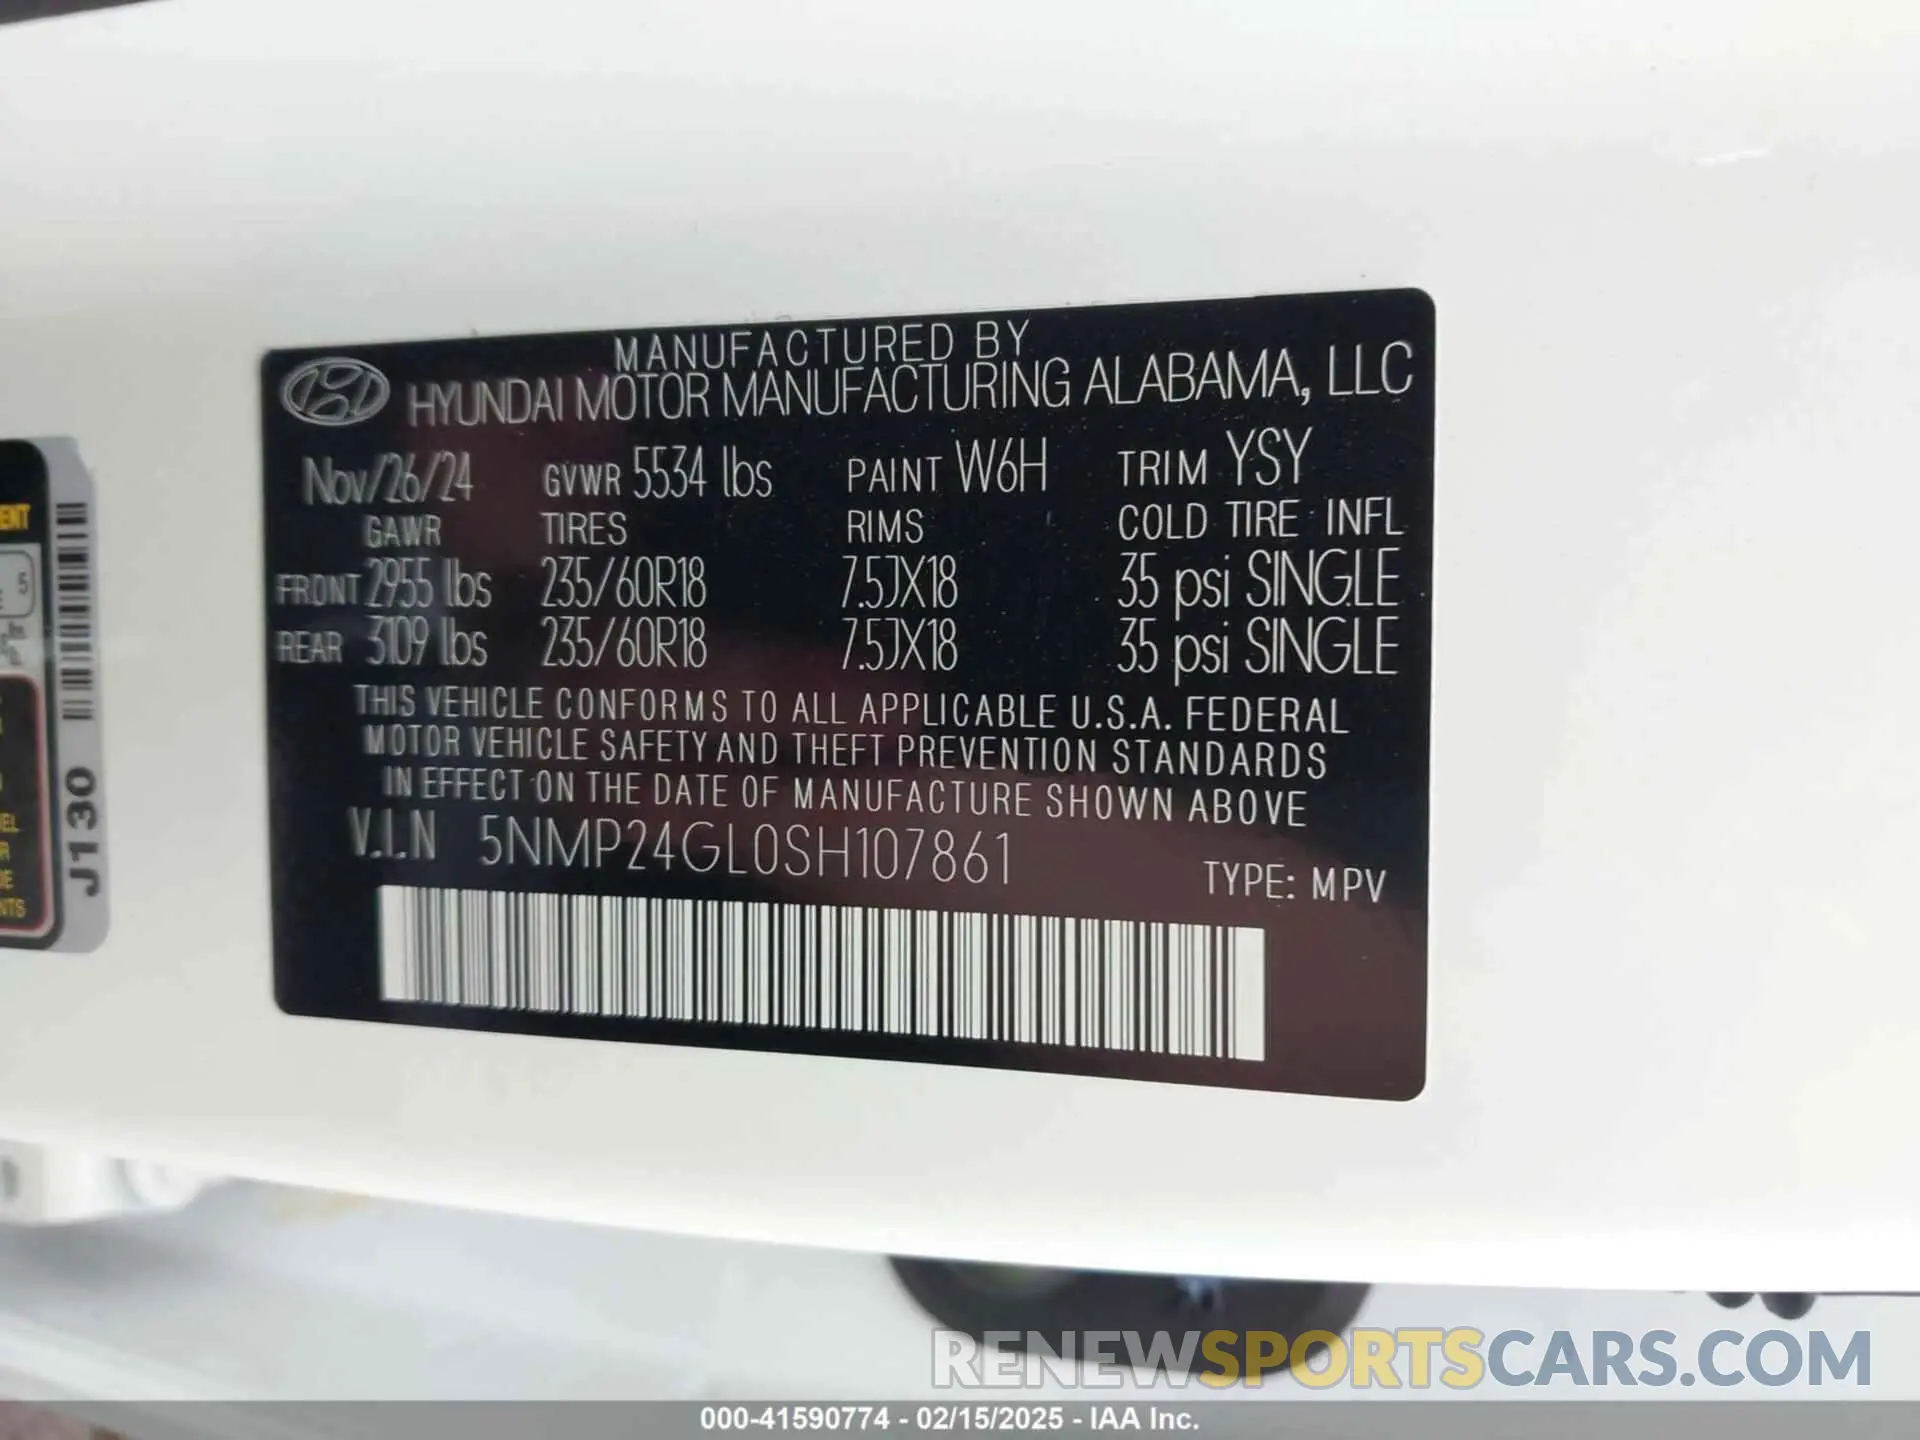 MANUFACTURED BY
HYUNDAI MOTOR MANUFACTURING ALABAMA, LLC
Nov/26/24 GVWR 5534 lbs PAINT W6H TRIM YSY
GAWR TIRES RIMS COLD TIRE INFL
FRONT 2955 lbs 235/60R18 7.5JX18 35 psi SINGLE
REAR 3109 lbs 235/60R18 7.5JX18 35 psi SINGLE
THIS VEHICLE CONFORMS TO ALL APPLICABLE U.S.A. FEDERAL
MOTOR VEHICLE SAFETY AND THEFT PREVENTION STANDARDS
IN EFFECT ON THE DATE OF MANUFACTURE SHOWN ABOVE
V.I.N 5NMP24GL0SH107861
TYPE: MPV
J130
5
RENEWSPORTSCARS.COM
000-41590774 - 02/15/2025 - IAA Inc.